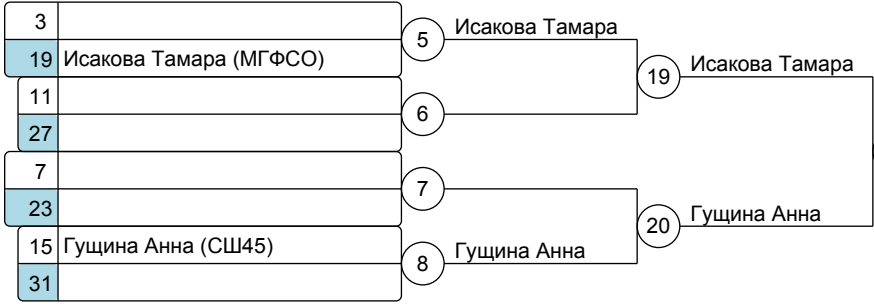 3
19 Исакова Тамара (МГФСО)
5 Исакова Тамара
19 Исакова Тамара
11
27
6
7
23
7
20 Гущина Анна
15 Гущина Анна (СШ45)
31
8 Гущина Анна